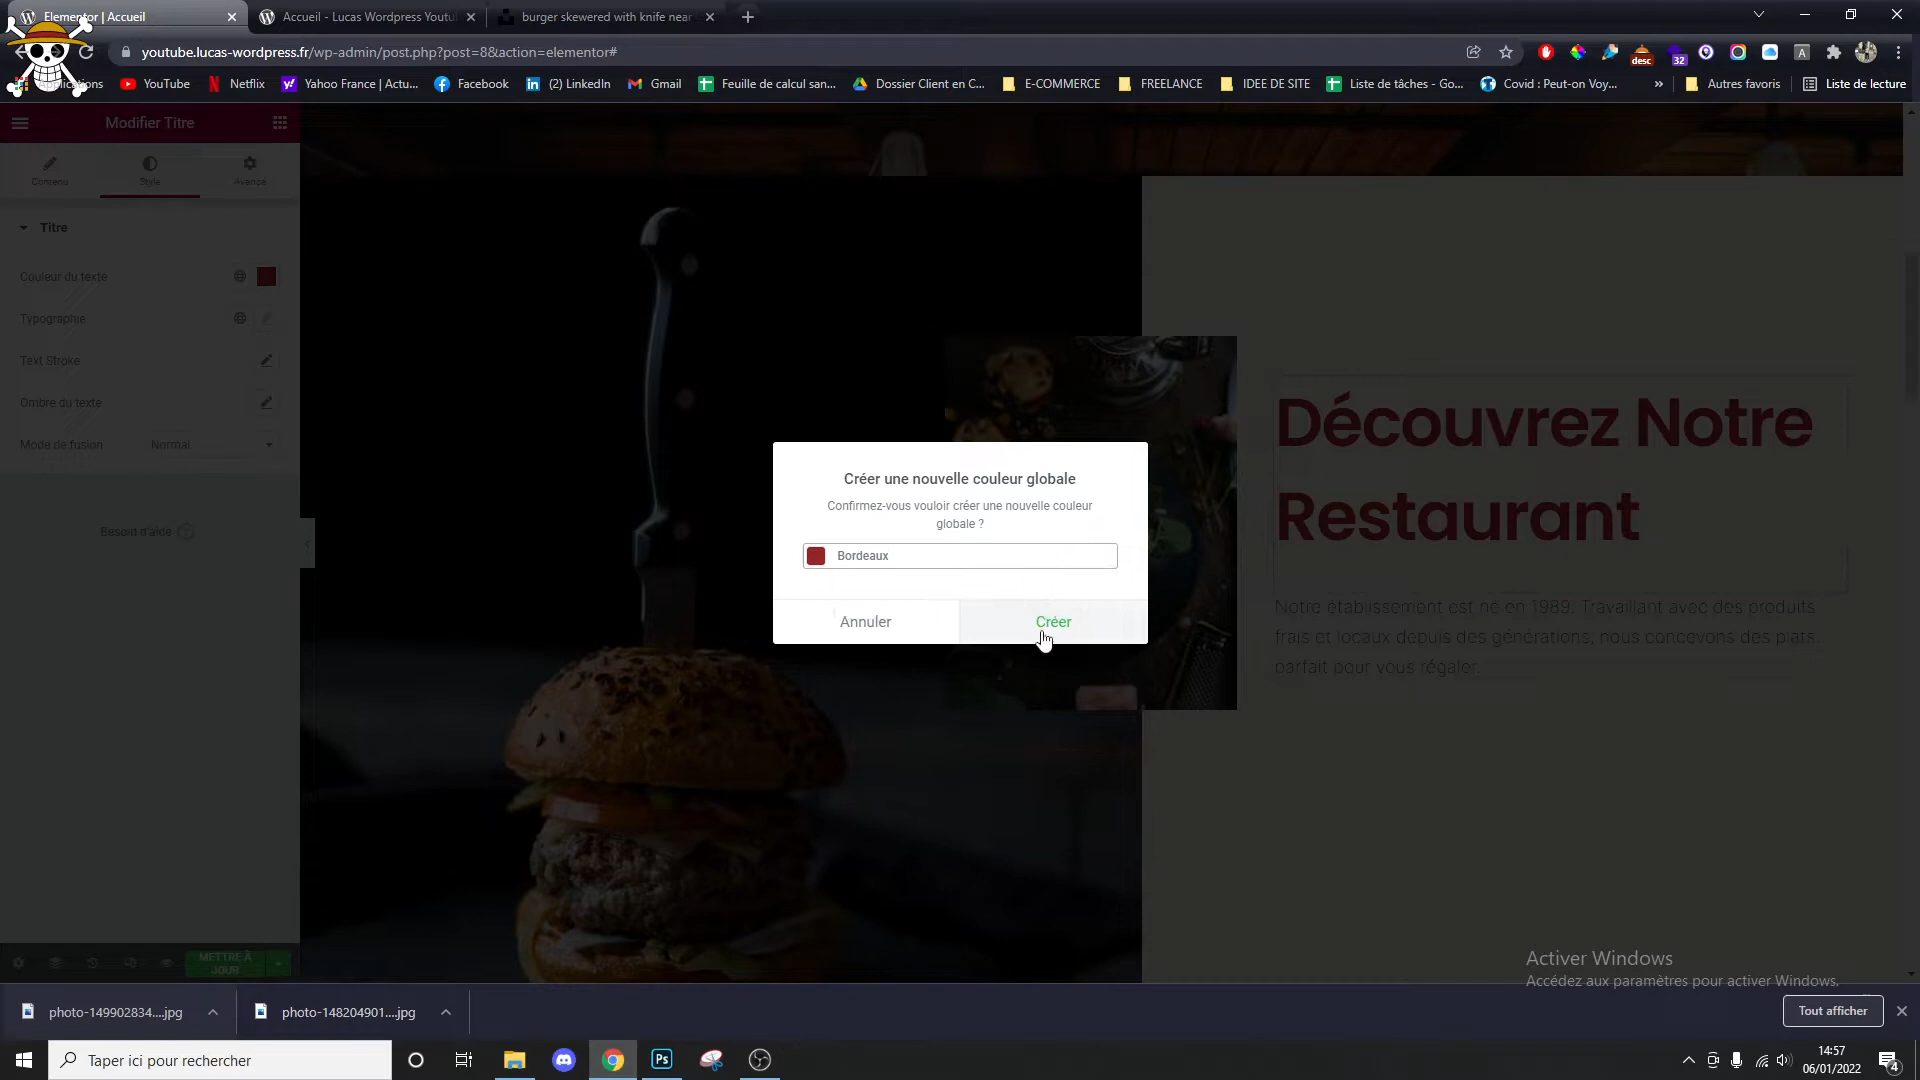 Elementor | Accueil
Accueil - Lucas Wordpress Youtu
burger skewered with knife near
youtube.lucas-wordpress.fr/wp-admin/post.php?post=8&action=elementor#
desc
32
A
YouTube
Netflix
Yahoo France | Actu...
Facebook
(2) LinkedIn
Gmail
Feuille de calcul san...
Dossier Client en C...
E-COMMERCE
FREELANCE
IDEE DE SITE
Liste de tâches - Go...
Covid : Peut-on Voy...
»
Autres favoris
Liste de lecture
Modifier Titre
Contenu
Style
Avancé
Titre
Couleur du texte
Typographie
Text Stroke
Ombre du texte
Mode de fusion
Normal
Besoin d'aide
METTRE À
JOUR
Créer une nouvelle couleur globale
Confirmez-vous vouloir créer une nouvelle couleur
globale ?
Bordeaux
Annuler
Créer
Découvrez Notre
Restaurant
Notre établissement est né en 1989. Travaillant avec des produits
frais et locaux depuis des générations, nous concevons des plats
parfait pour vous régaler.
Activer Windows
Accédez aux paramètres pour activer Windows.
photo-149902834....jpg
photo-148204901....jpg
Tout afficher
Taper ici pour rechercher
Ps
14:57
06/01/2022
4